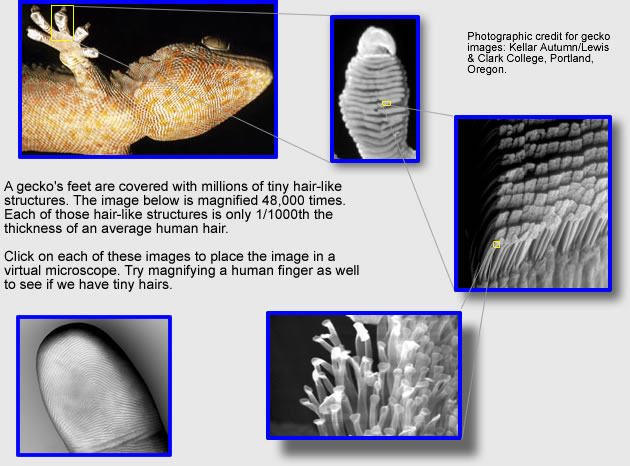 Photographic credit for gecko
images: Kellar Autumn/Lewis
& Clark College, Portland,
Oregon.
A gecko's feet are covered with millions of tiny hair-like
structures. The image below is magnified 48,000 times.
Each of those hair-like structures is only 1/1000th the
thickness of an average human hair.
Click on each of these images to place the image in a
virtual microscope. Try magnifying a human finger as well
to see if we have tiny hairs.